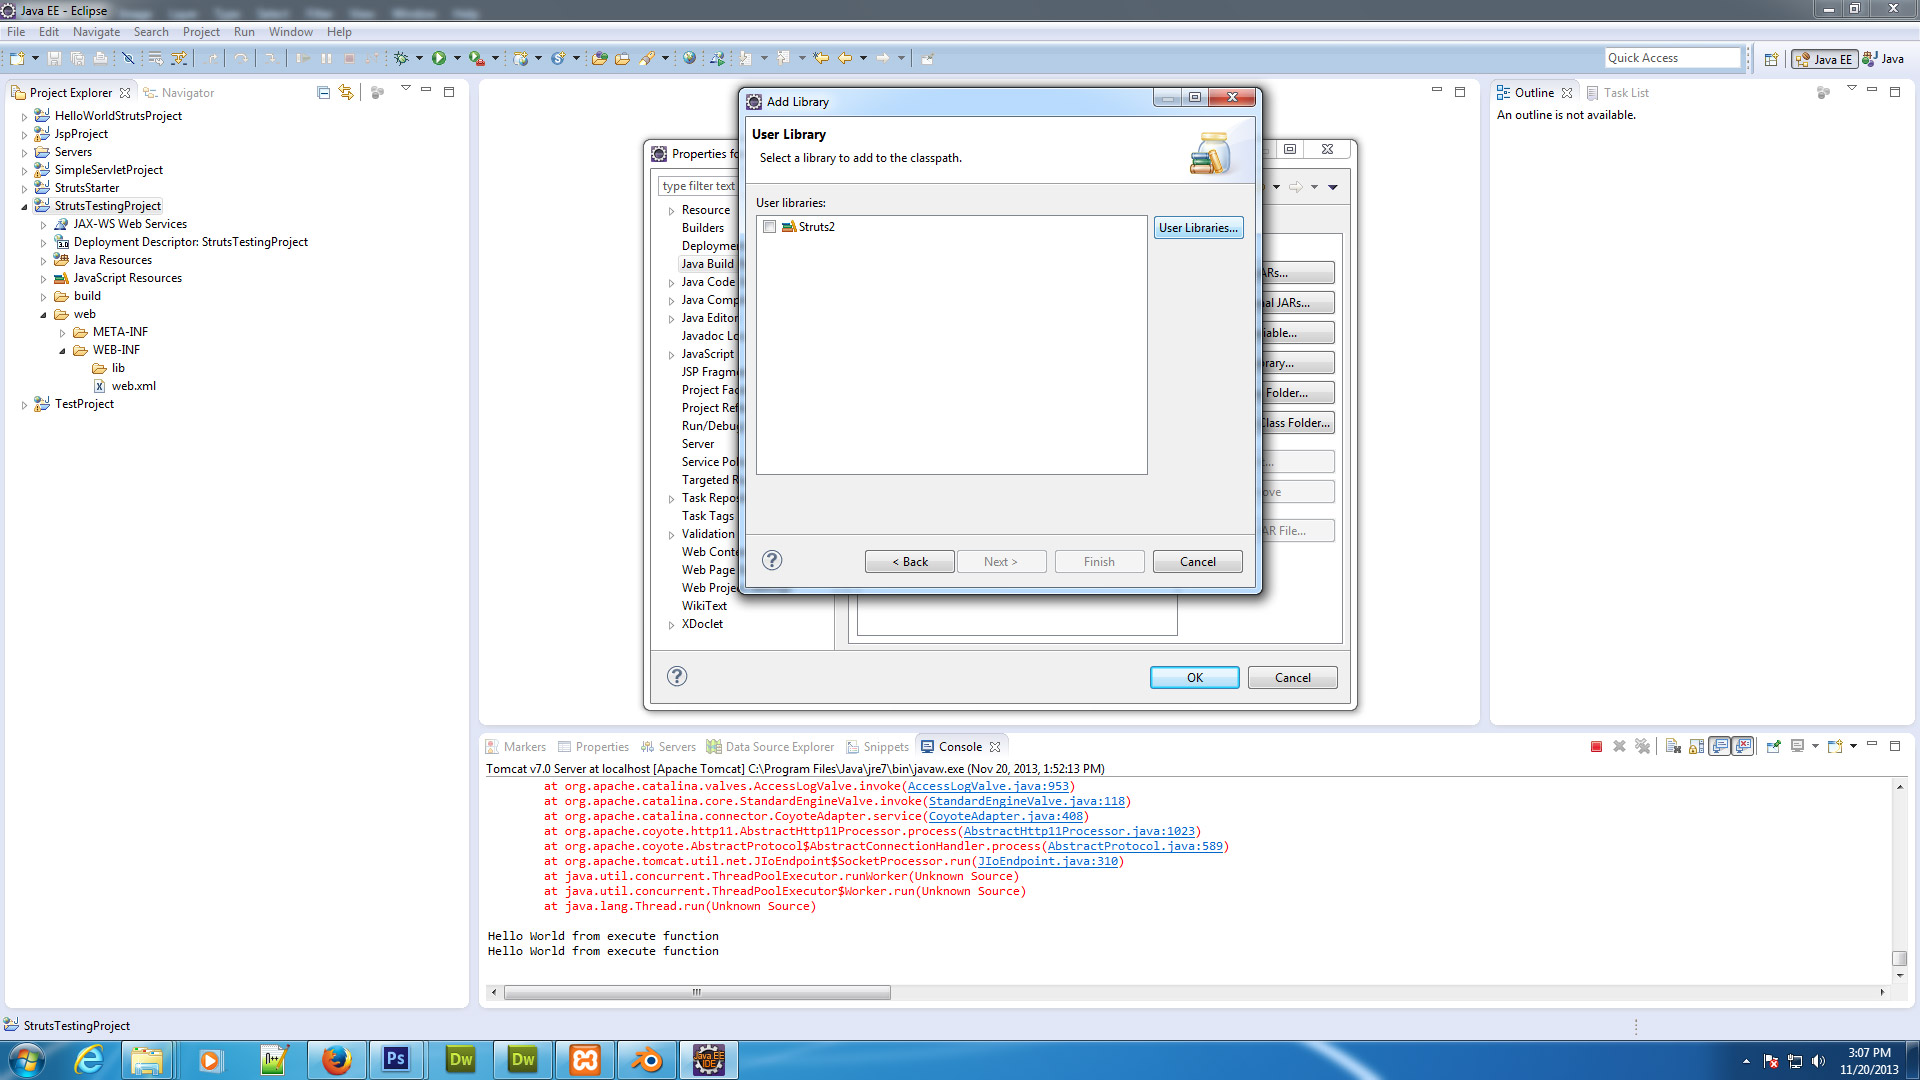 Java EE - Eclipse
File Edit Navigate Search Project Run Window Help
Quick Access
Java EE
Java
Project Explorer
Navigator
HelloWorldStrutsProject
JspProject
Servers
SimpleServletProject
StrutsStarter
StrutsTestingProject
JAX-WS Web Services
Deployment Descriptor: StrutsTestingProject
Java Resources
JavaScript Resources
build
web
META-INF
WEB-INF
lib
web.xml
TestProject
Properties fo
type filter text
Resource
Builders
Deployme
Java Build
Java Code
Java Comp
Java Editor
Javadoc Lo
JavaScript
JSP Fragme
Project Fac
Project Ref
Run/Debu
Server
Service Pol
Targeted R
Task Repos
Task Tags
Validation
Web Conte
Web Page
Web Projec
WikiText
XDoclet
ARs...
al JARs...
iable...
rary...
Folder...
Class Folder...
...
ove
AR File...
OK
Cancel
Add Library
User Library
Select a library to add to the classpath.
User libraries:
Struts2
User Libraries...
< Back
Next >
Finish
Cancel
Outline
Task List
An outline is not available.
Markers
Properties
Servers
Data Source Explorer
Snippets
Console
Tomcat v7.0 Server at localhost [Apache Tomcat] C:\Program Files\Java\jre7\bin\javaw.exe (Nov 20, 2013, 1:52:13 PM)
at org.apache.catalina.valves.AccessLogValve.invoke(AccessLogValve.java:953)
at org.apache.catalina.core.StandardEngineValve.invoke(StandardEngineValve.java:118)
at org.apache.catalina.connector.CoyoteAdapter.service(CoyoteAdapter.java:408)
at org.apache.coyote.http11.AbstractHttp11Processor.process(AbstractHttp11Processor.java:1023)
at org.apache.coyote.AbstractProtocol$AbstractConnectionHandler.process(AbstractProtocol.java:589)
at org.apache.tomcat.util.net.JIoEndpoint$SocketProcessor.run(JIoEndpoint.java:310)
at java.util.concurrent.ThreadPoolExecutor.runWorker(Unknown Source)
at java.util.concurrent.ThreadPoolExecutor$Worker.run(Unknown Source)
at java.lang.Thread.run(Unknown Source)
Hello World from execute function
Hello World from execute function
StrutsTestingProject
Ps
Dw
Dw
Java EE
IDE
3:07 PM
11/20/2013